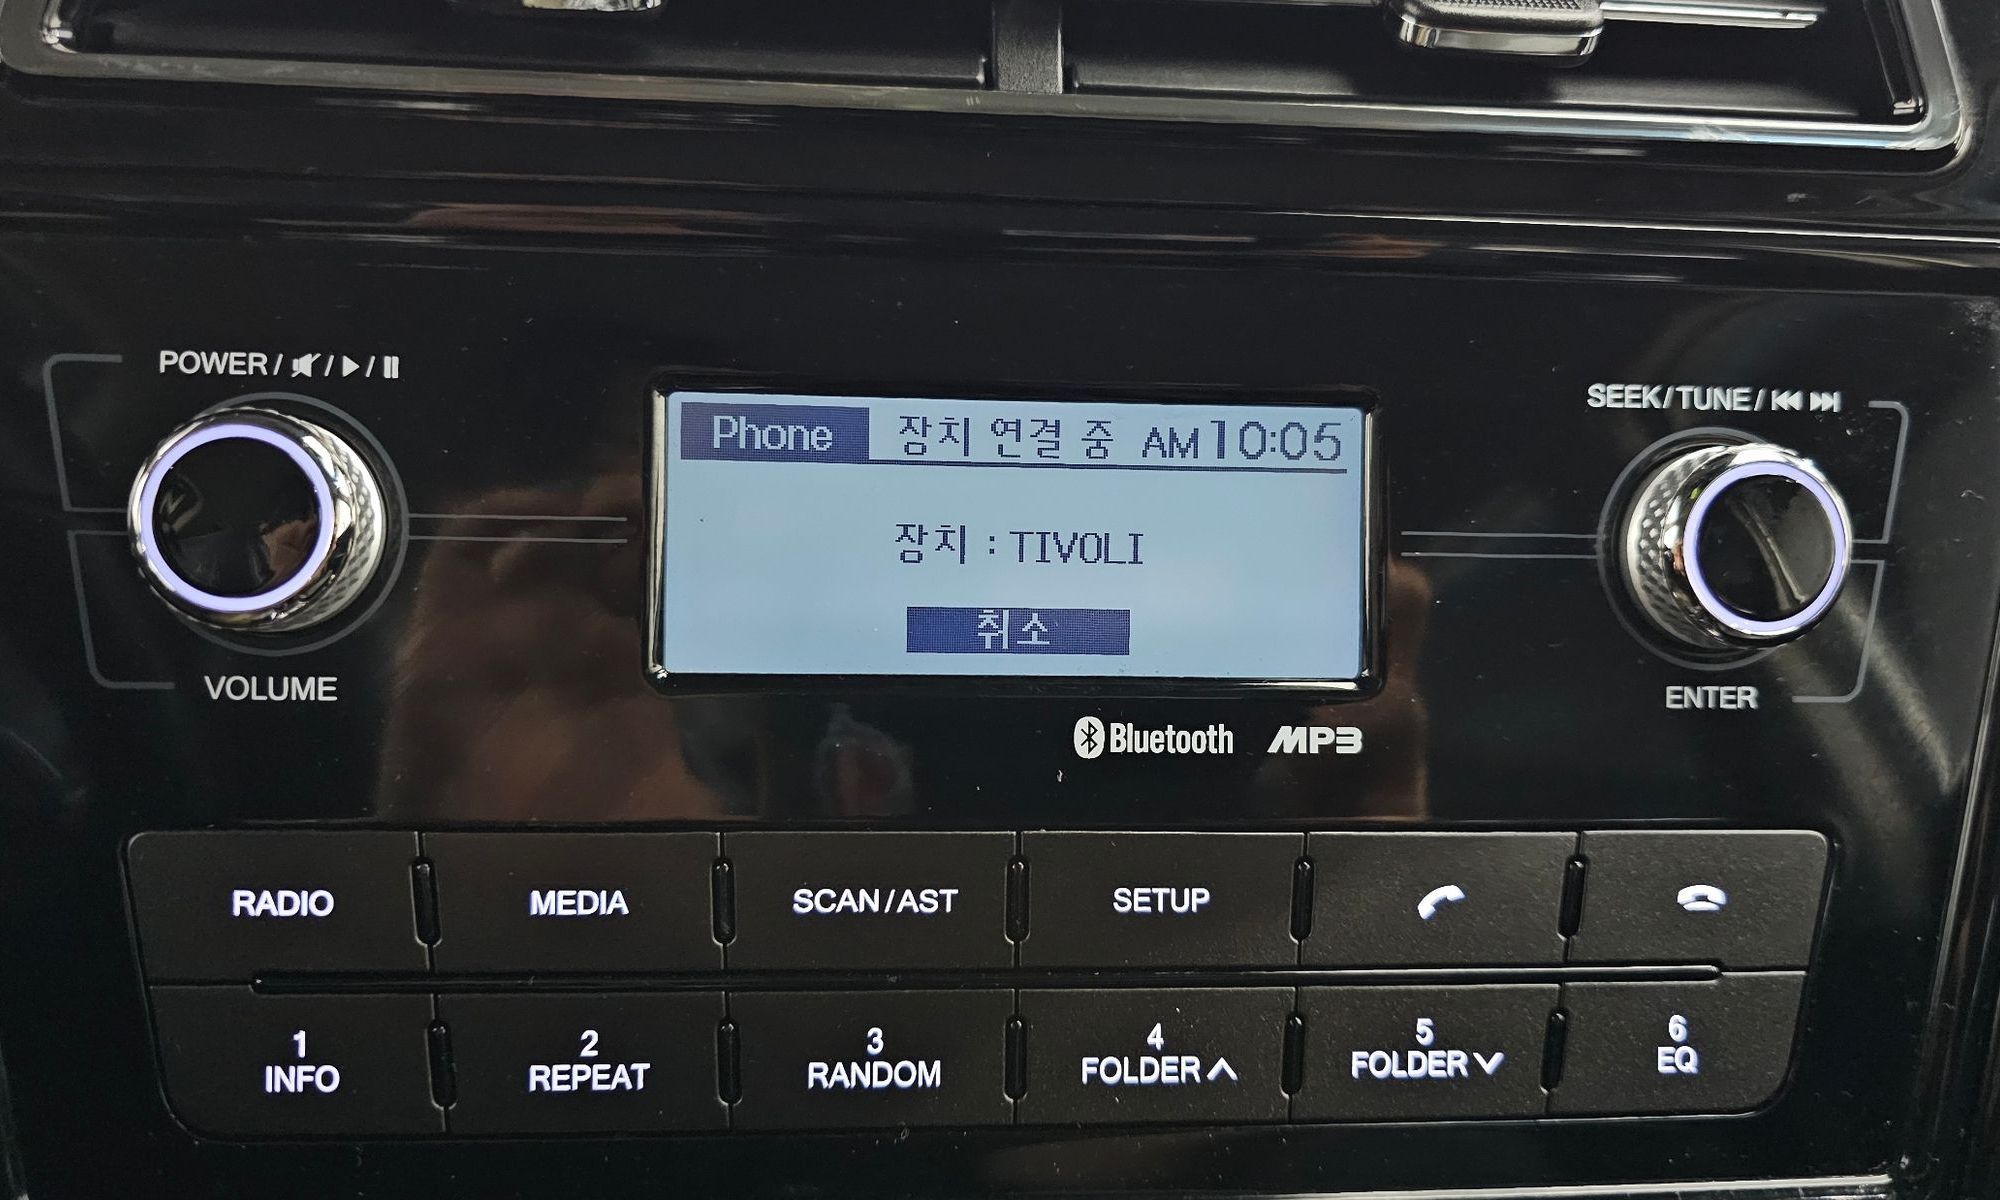 POWER/ / /
SEEK/TUNE/
Phone 장치 연결 중 AM 10:05
장치 : TIVOLI
취소
VOLUME
ENTER
Bluetooth MP3
RADIO MEDIA SCAN/AST SETUP
1 2 3 4 5 6
INFO REPEAT RANDOM FOLDER FOLDER EQ